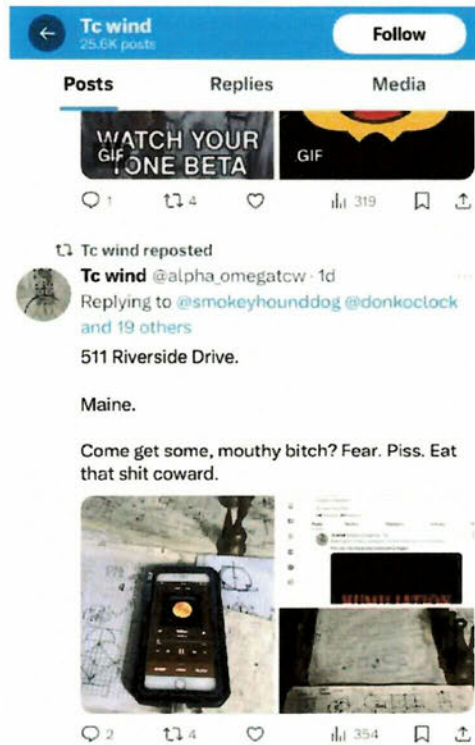 Tc wind
25.6K posts
Follow
Posts Replies Media
WATCH YOUR
TONE BETA
GIF
GIF
1 4 319
Tc wind reposted
Tc wind @alpha_omegatcw · 1d
Replying to @smokeyhounddog @donkoclock
and 19 others
511 Riverside Drive.
Maine.
Come get some, mouthy bitch? Fear. Piss. Eat
that shit coward.
HUMILIATION
2 4 354